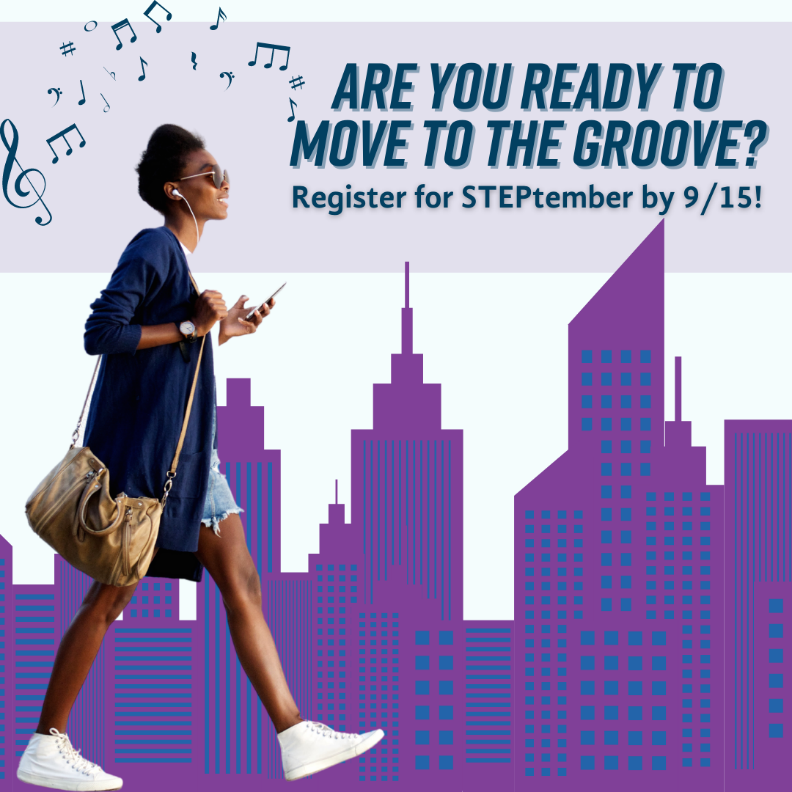 ARE YOU READY TO
MOVE TO THE GROOVE?
Register for STEPtember by 9/15!